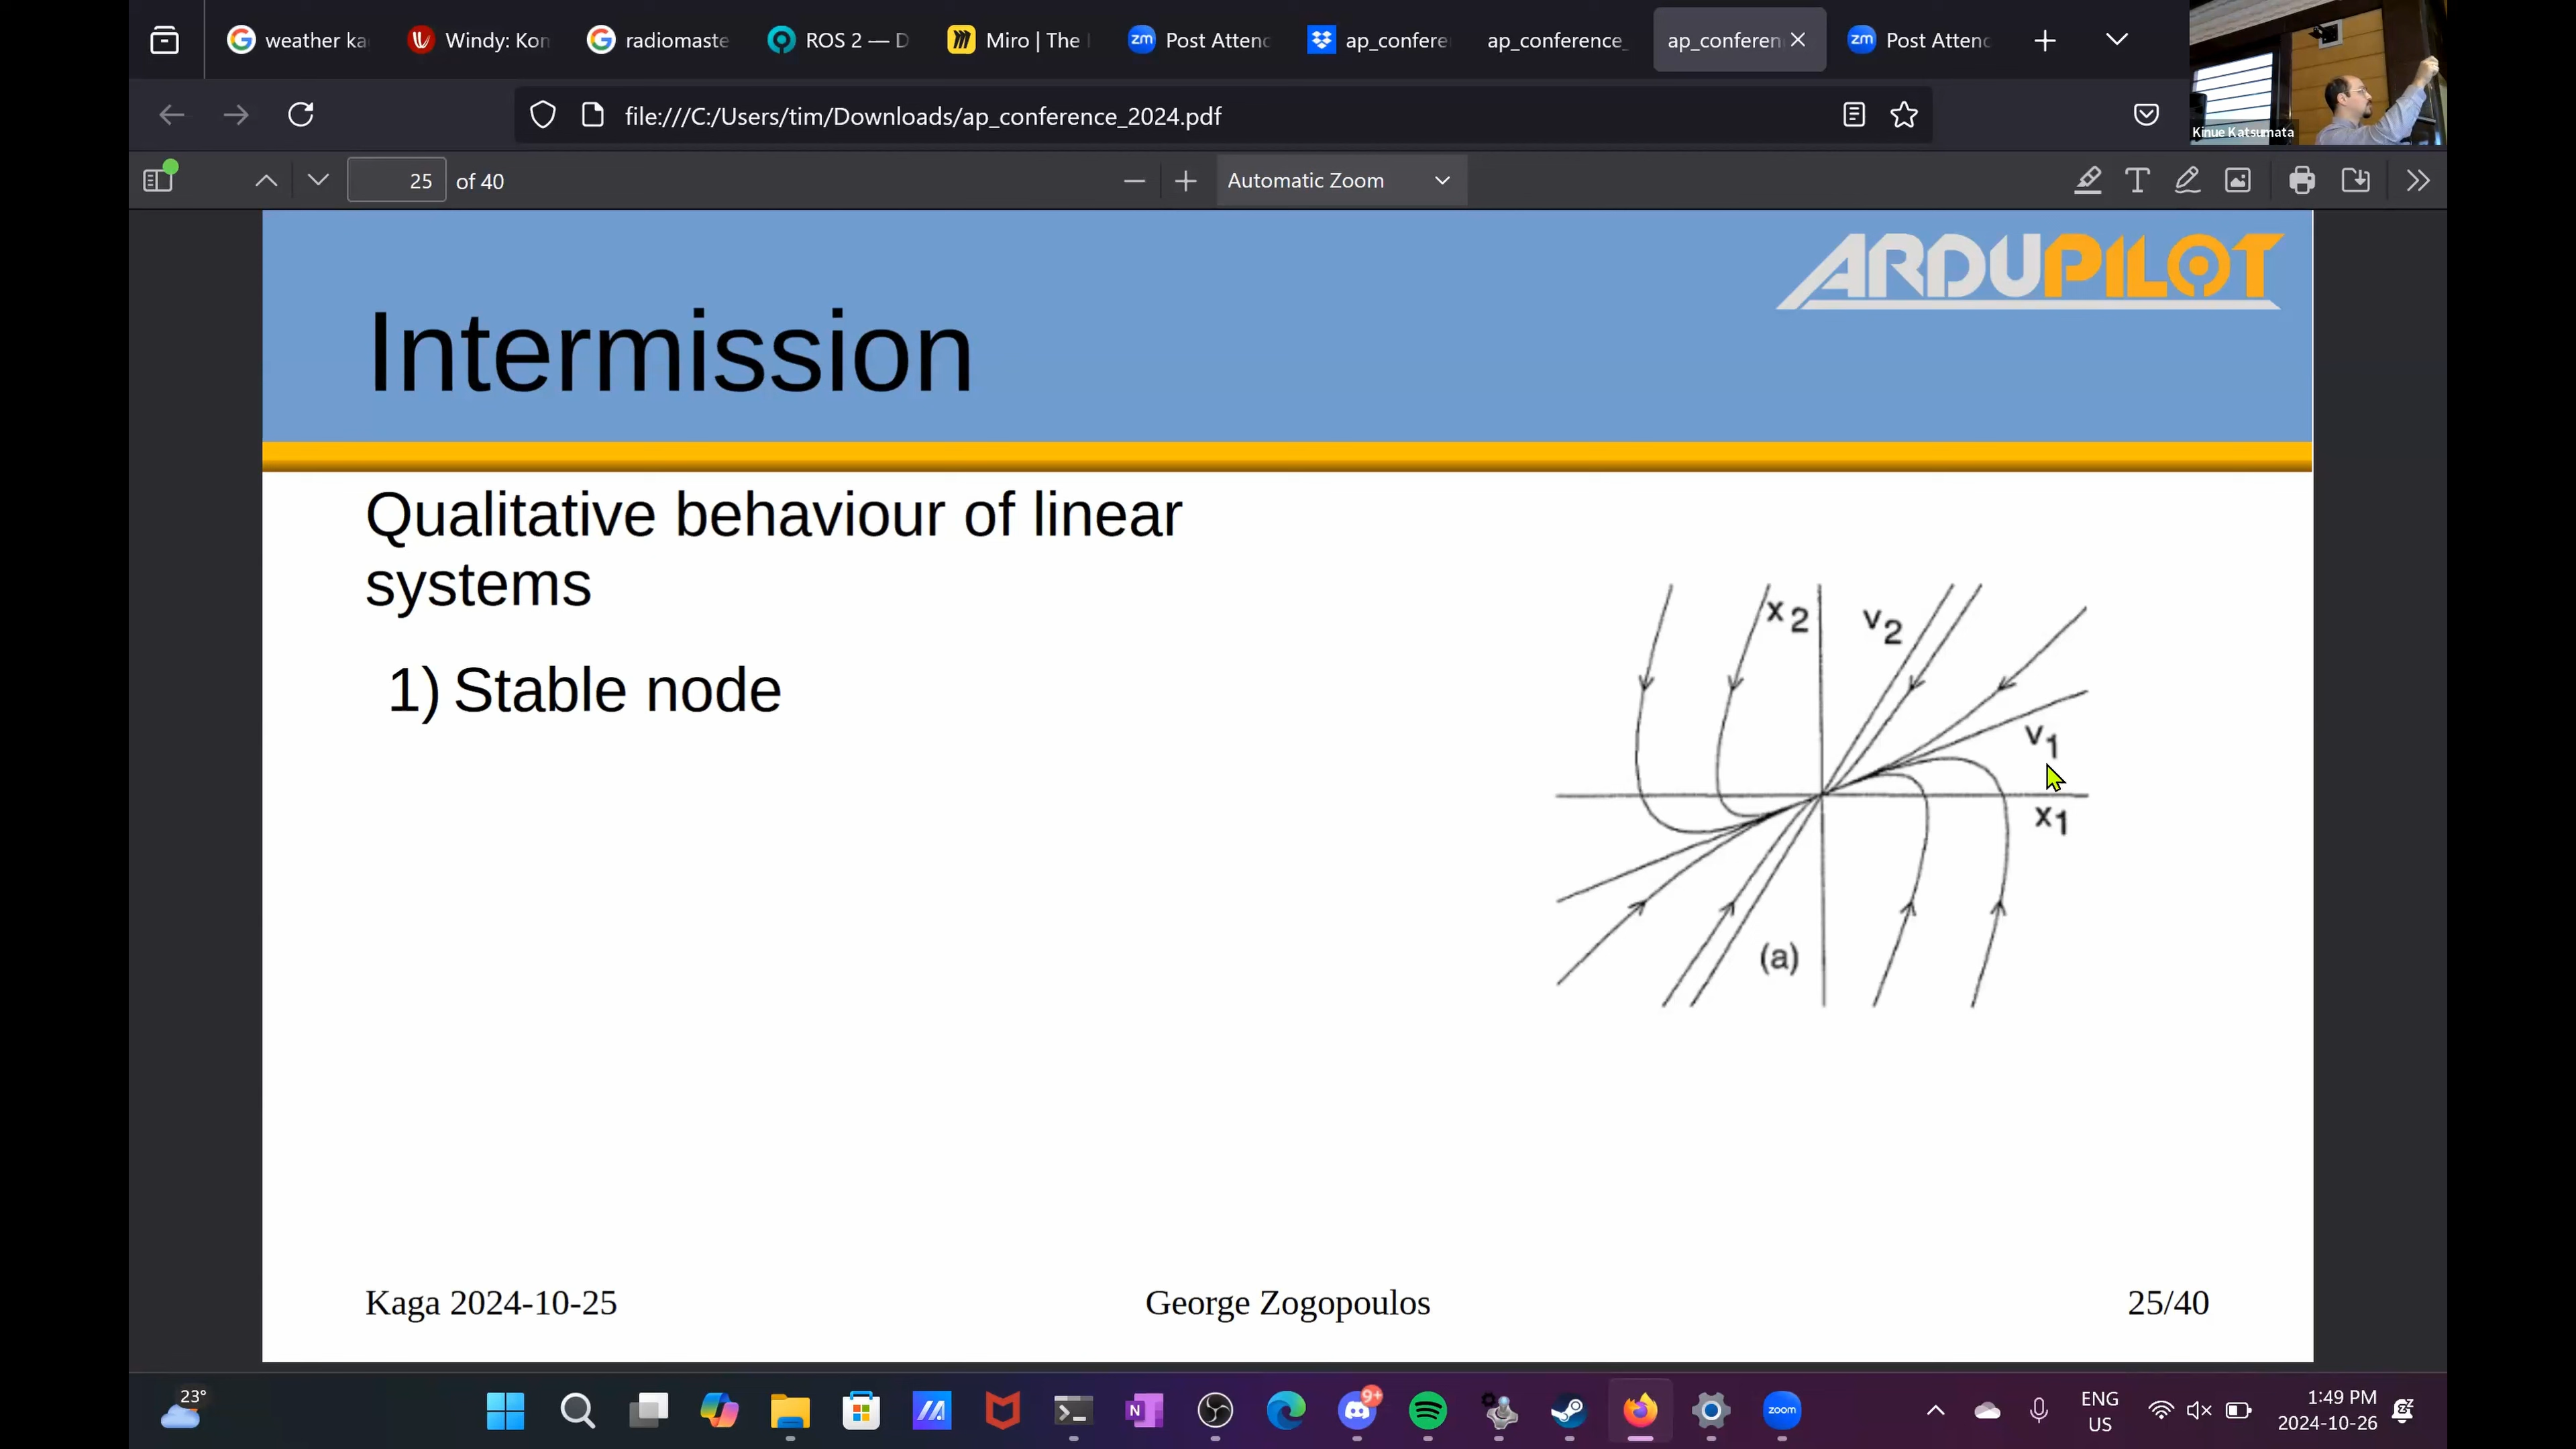 weather ka
Windy: Kon
radiomaste
ROS 2 — D
Miro | The
Post Attend
ap_confere
ap_conference_
ap_conferen
Post Attend
file:///C:/Users/tim/Downloads/ap_conference_2024.pdf
Kinue Katsumata
25 of 40
Automatic Zoom
ARDUPILOT
Intermission
Qualitative behaviour of linear
systems
1) Stable node
x2
v2
v1
x1
(a)
Kaga 2024-10-25
George Zogopoulos
25/40
23°
9+
zoom
ENG
US
1:49 PM
2024-10-26